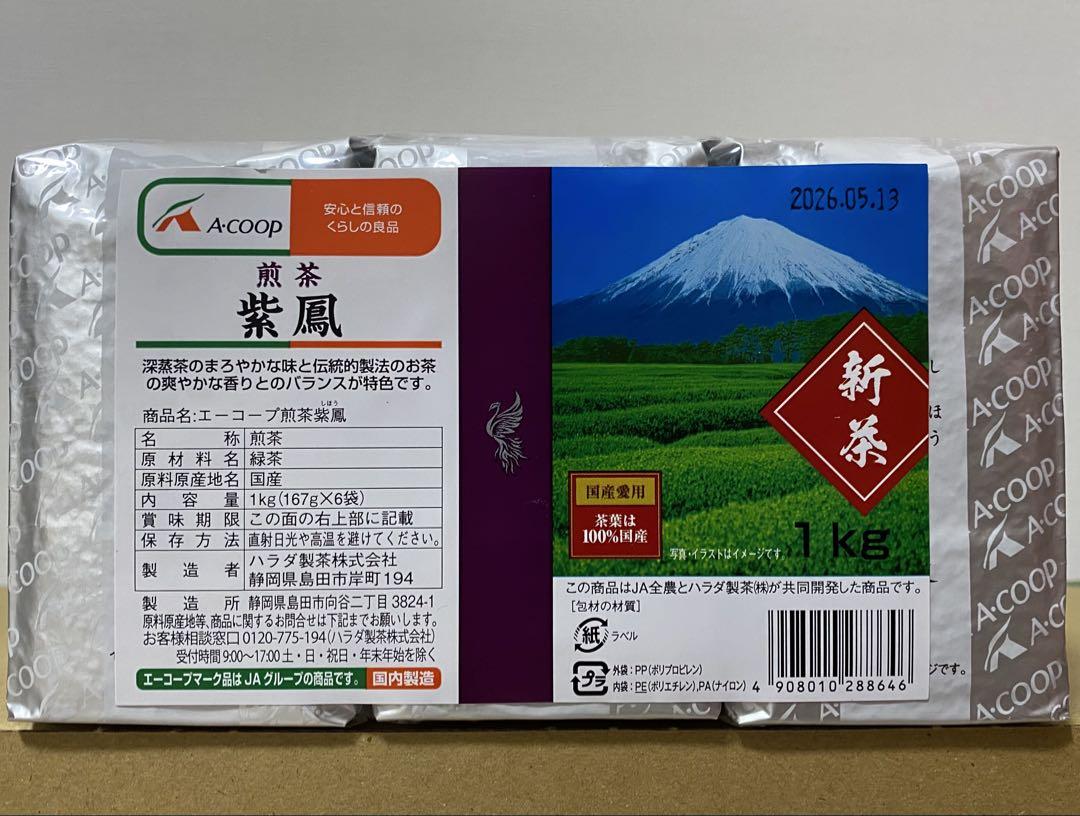 A·COOP
安心と信頼の
くらしの良品
煎茶
紫鳳
深蒸茶のまろやかな味と伝統的製法のお茶
の爽やかな香りとのバランスが特色です。
商品名:エーコープ煎茶紫鳳
しほう
名称 煎茶
原材料名 緑茶
原料原産地名 国産
内容量 1kg(167g×6袋)
賞味期限 この面の右上部に記載
保存方法 直射日光や高温を避けてください。
製造者 ハラダ製茶株式会社
静岡県島田市岸町194
製造所 静岡県島田市向谷二丁目3824-1
原料原産地等、商品に関するお問合せは下記までお願いします。
お客様相談窓口0120-775-194(ハラダ製茶株式会社)
受付時間9:00〜17:00土・日・祝日・年末年始を除く
エーコープマーク品はJAグループの商品です。 国内製造
2026.05.13
新茶
国産愛用
茶葉は
100%国産
写真・イラストはイメージです。
1kg
この商品はJA全農とハラダ製茶(株)が共同開発した商品です。
[包材の材質]
紙 ラベル
プラ 外袋:PP(ポリプロピレン)
内袋:PE(ポリエチレン),PA(ナイロン)
4 908010 288646
しほう
ジです。
A·COOP
A·COOP
A·COOP
A·COOP
A·COOP
A·COOP